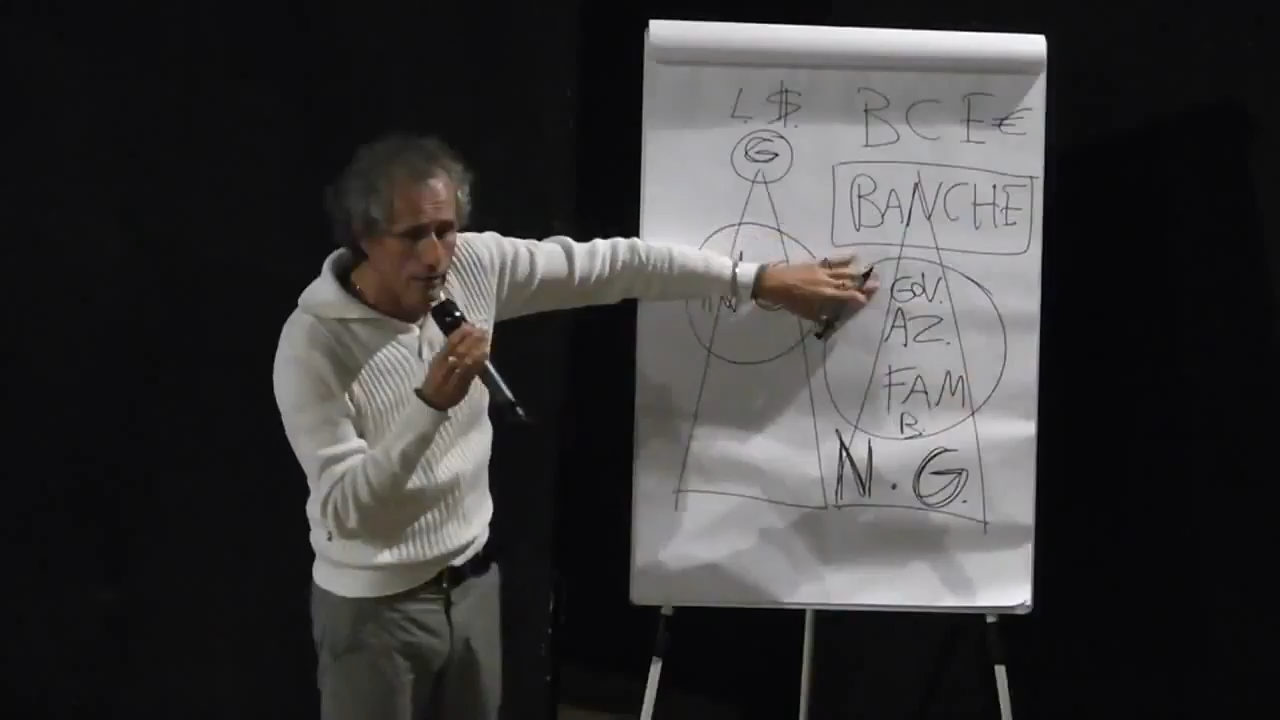 L. $. BCE€
G
BANCHE
GOV.
AZ.
FAM
B.
N.G.